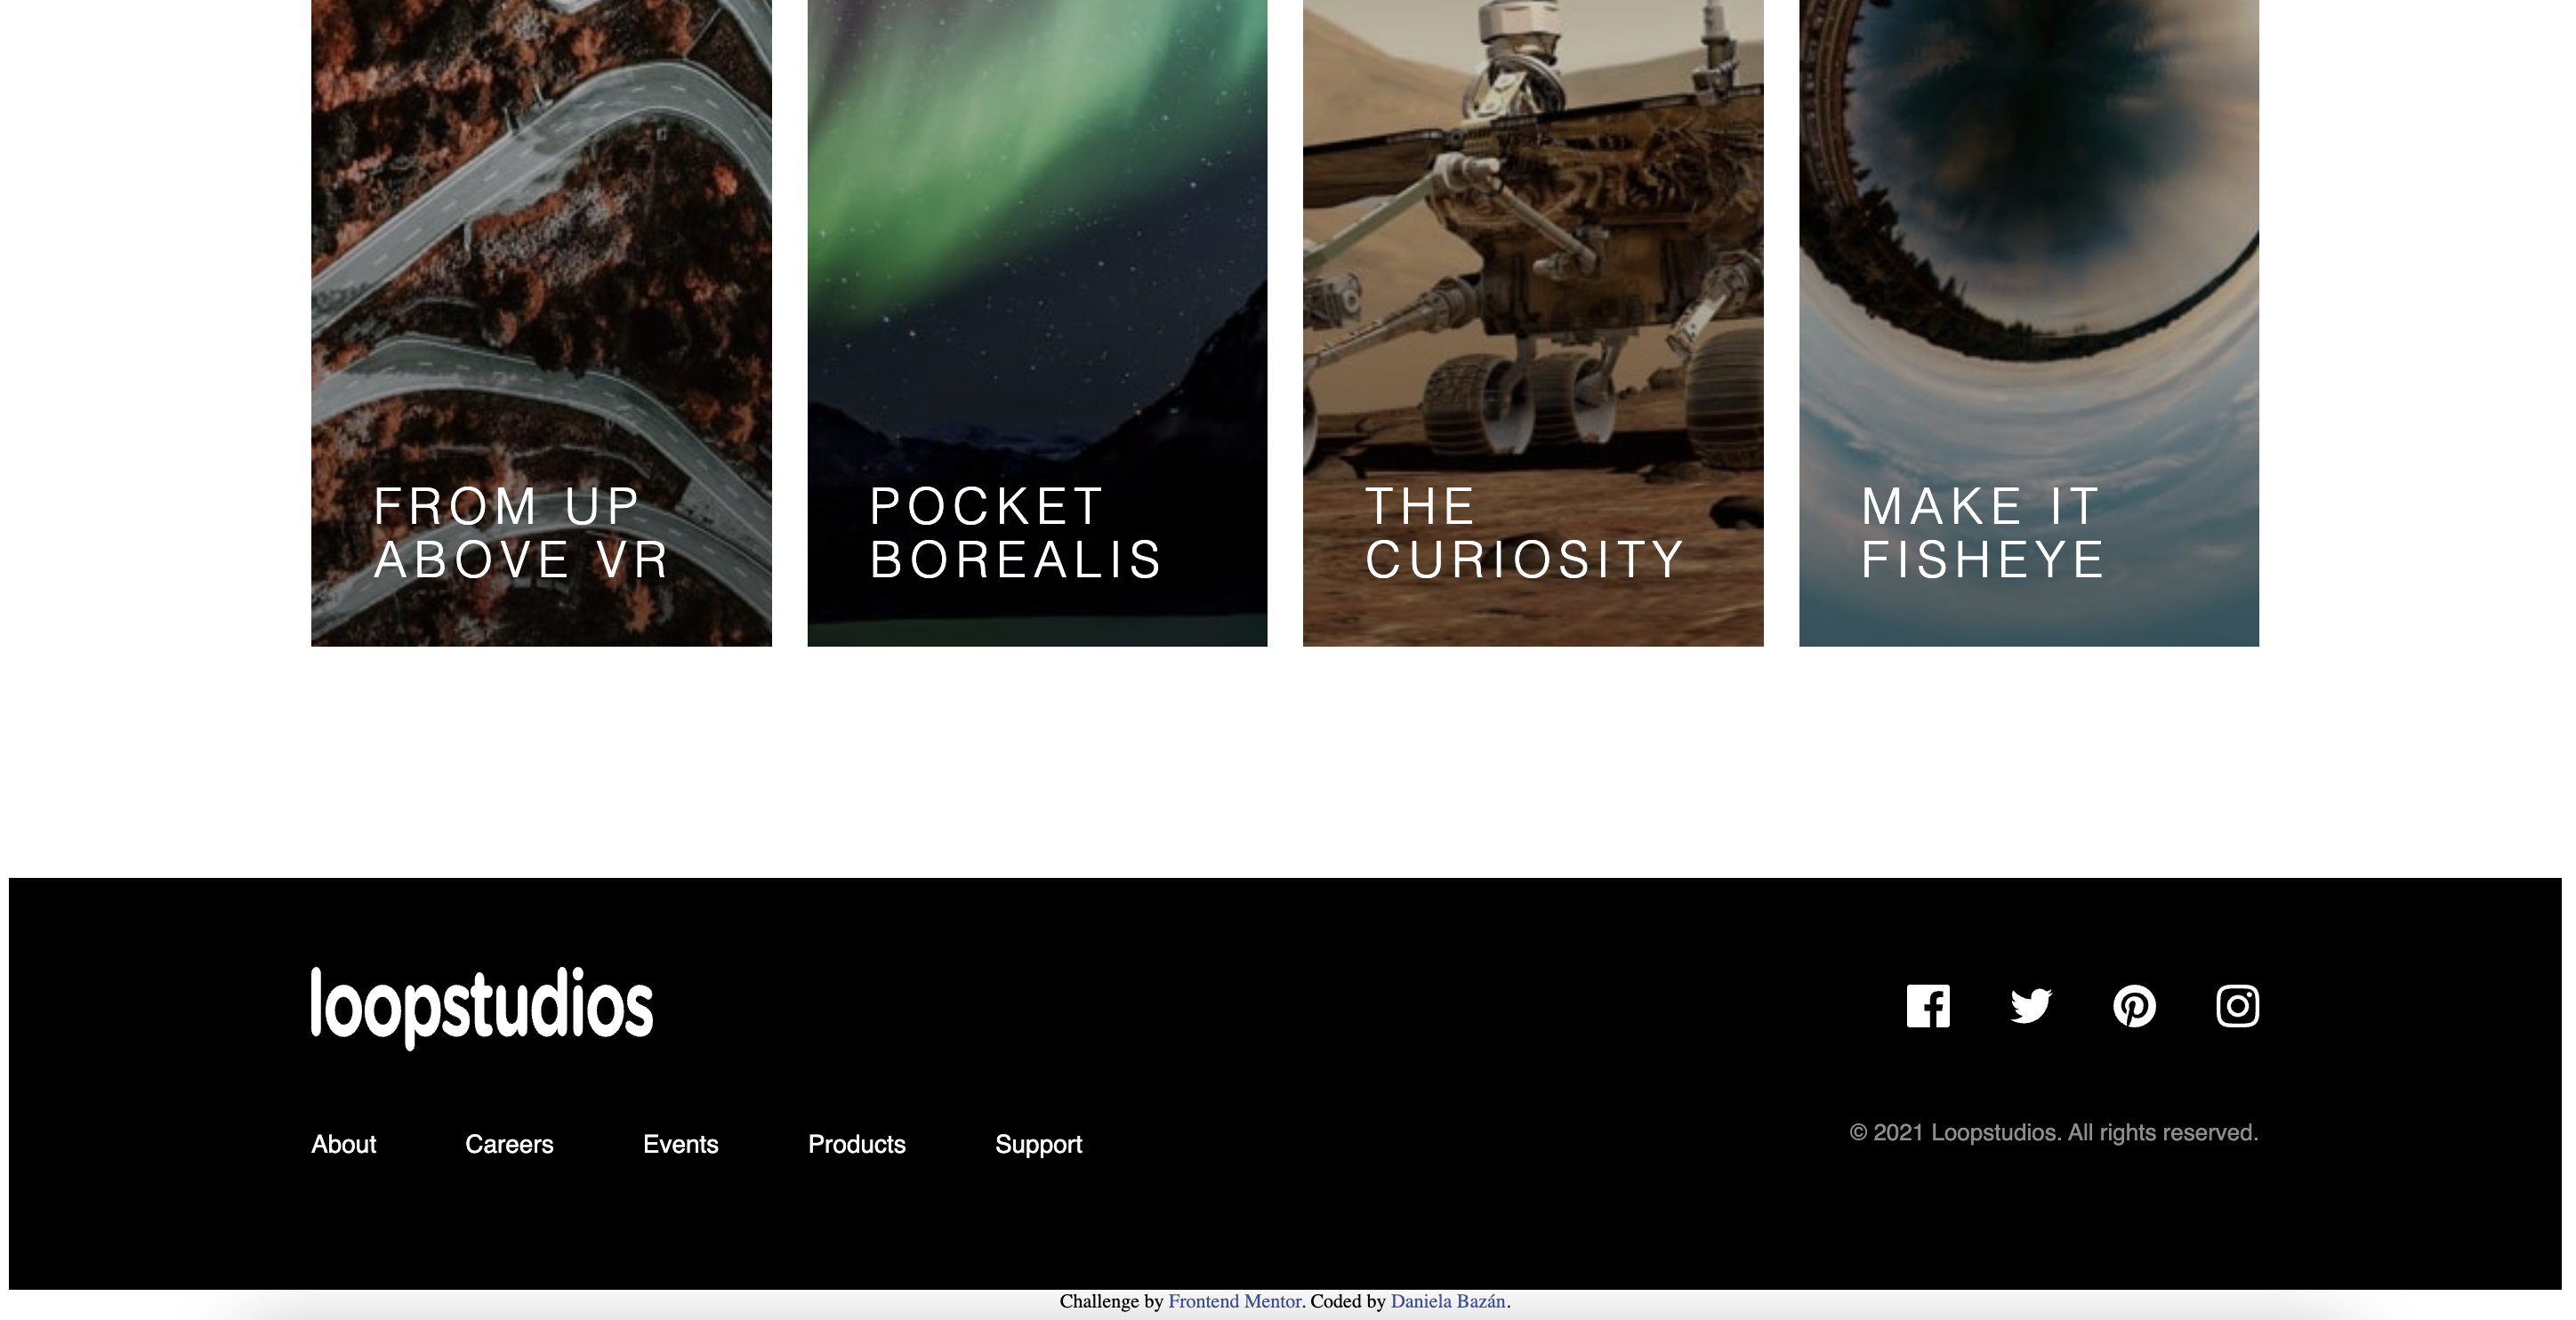 FROM UP
ABOVE VR
POCKET
BOREALIS
THE
CURIOSITY
MAKE IT
FISHEYE
loopstudios
About Careers Events Products Support
© 2021 Loopstudios. All rights reserved.
Challenge by Frontend Mentor. Coded by Daniela Bazán.